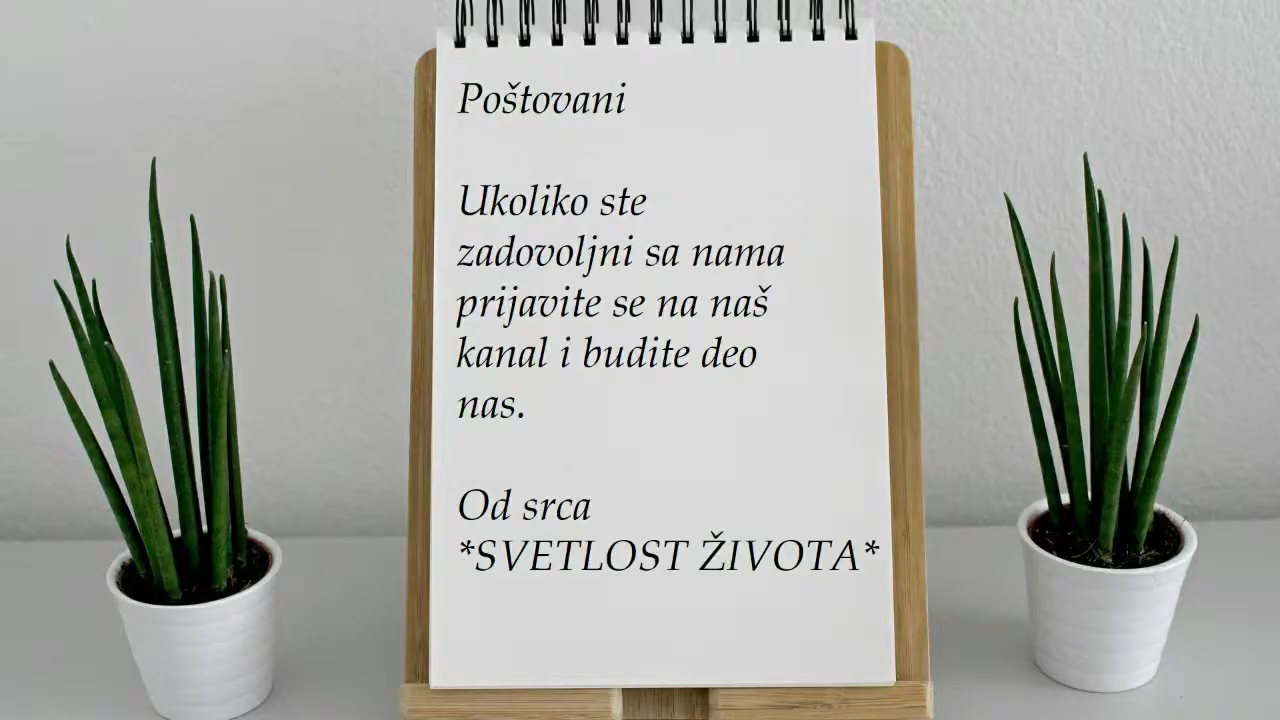 Poštovani
Ukoliko ste
zadovoljni sa nama
prijavite se na naš
kanal i budite deo
nas.
Od srca
*SVETLOST ŽIVOTA*